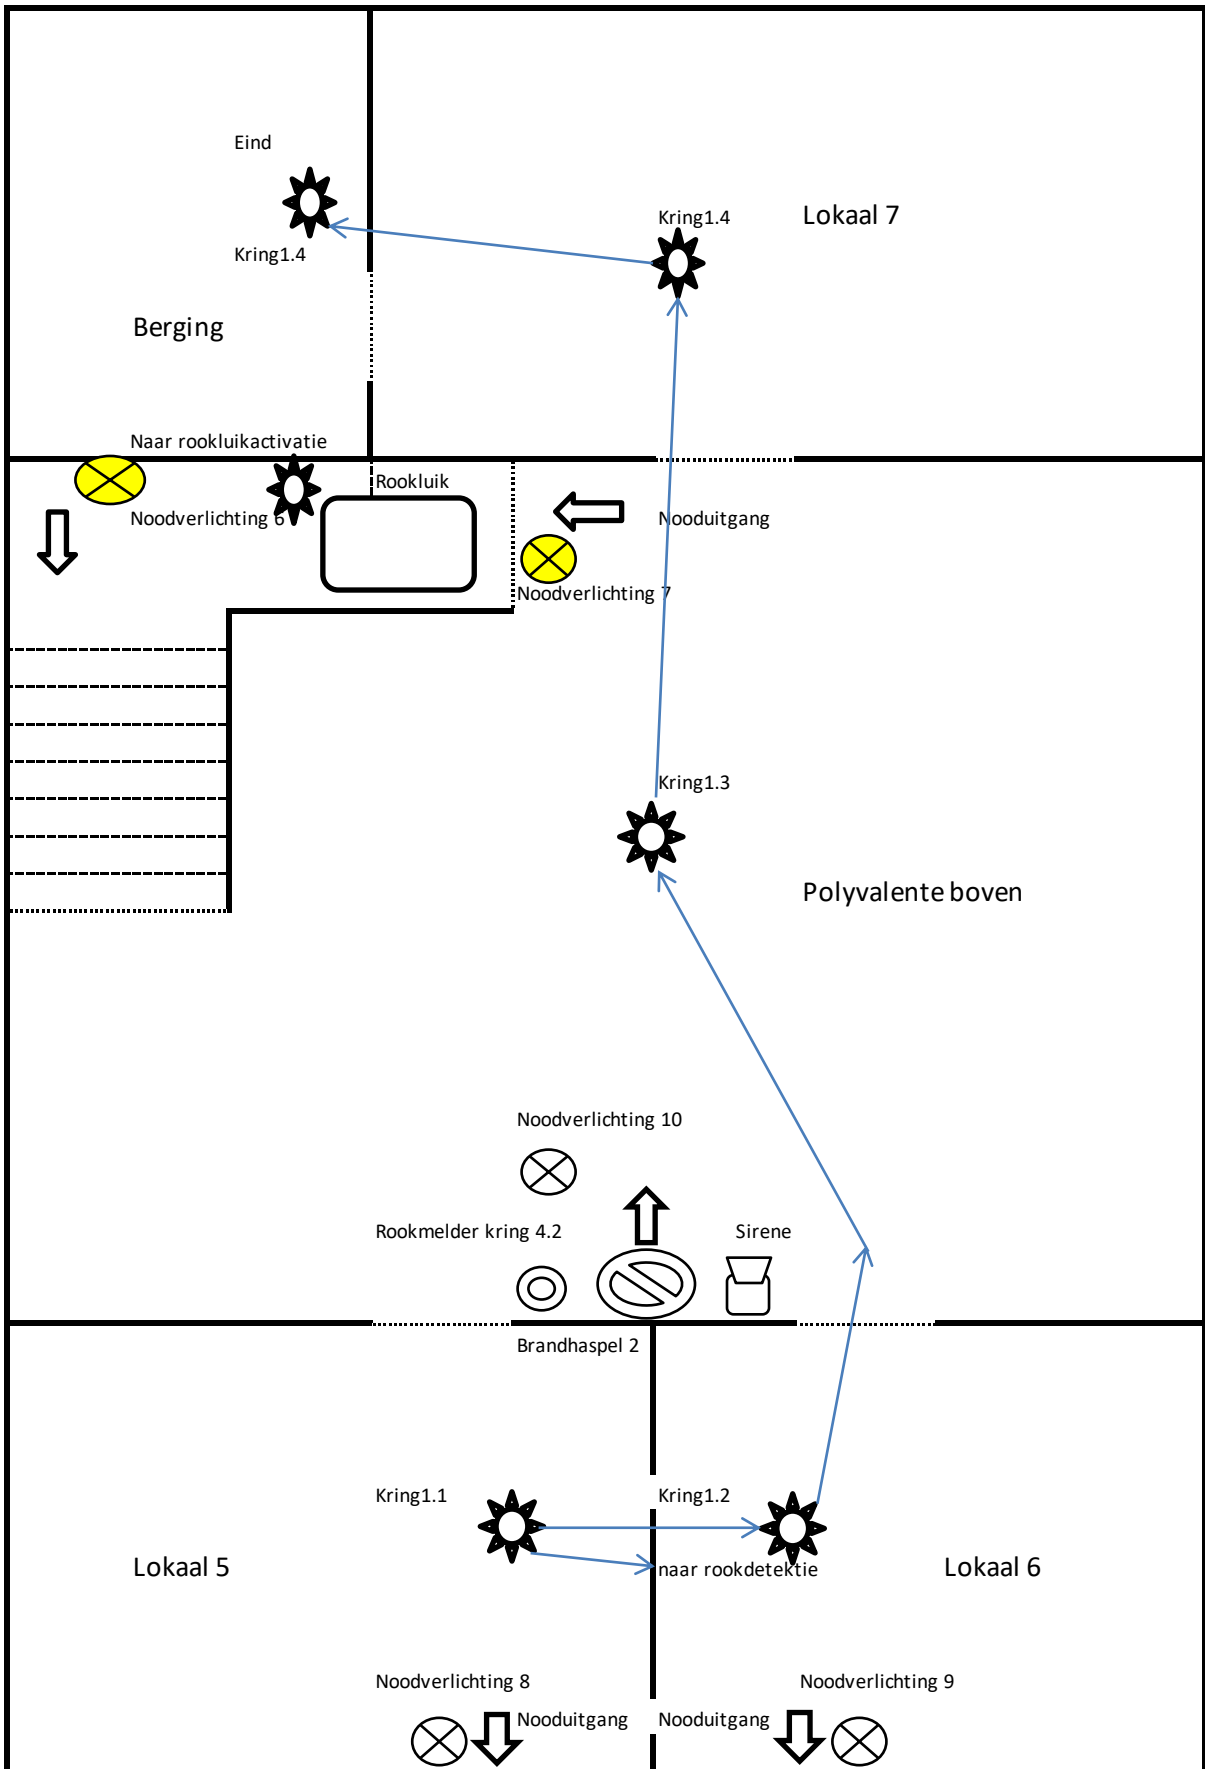 Eind
Kring1.4
Lokaal 7
Kring1.4
Berging
Naar rookluikactivatie
Rookluik
Noodverlichting 6
Nooduitgang
Noodverlichting 7
Kring1.3
Polyvalente boven
Noodverlichting 10
Rookmelder kring 4.2
Sirene
Brandhaspel 2
Kring1.1
Kring1.2
Lokaal 5
naar rookdetektie
Lokaal 6
Noodverlichting 8
Noodverlichting 9
Nooduitgang
Nooduitgang